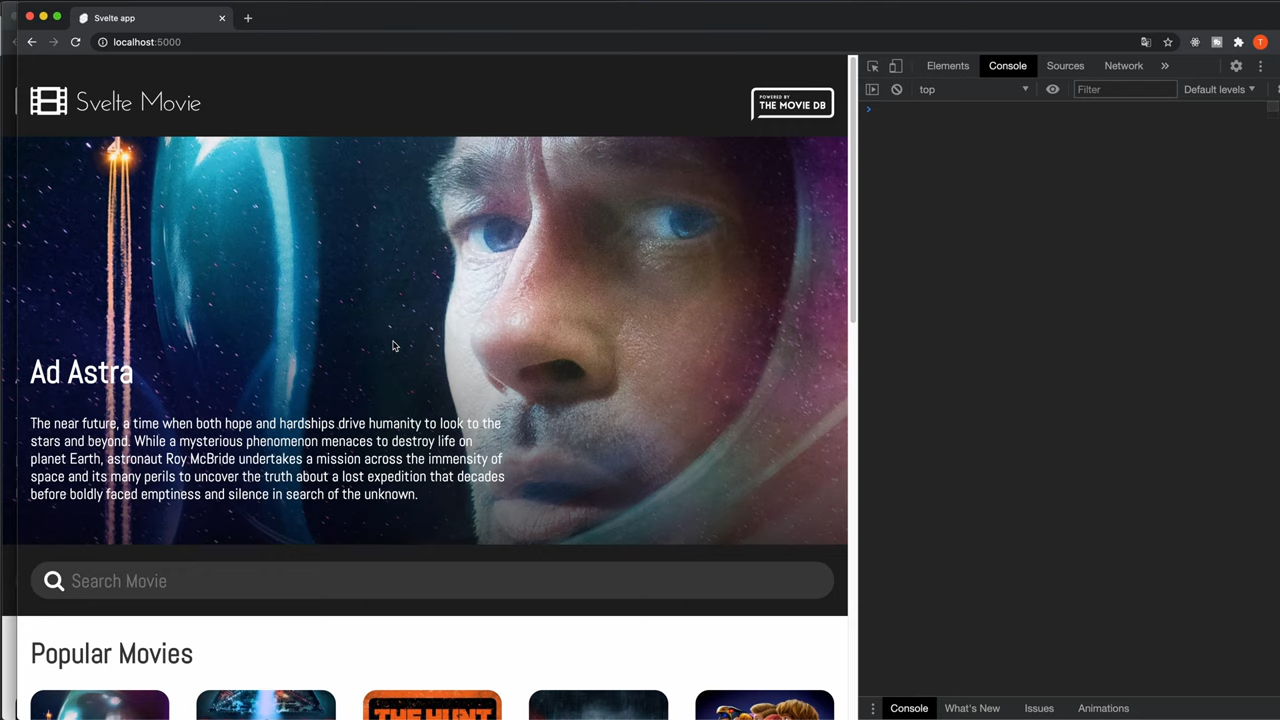 Svelte app
localhost:5000
T
Elements
Console
Sources
Network
top
Filter
Default levels
Svelte Movie
POWERED BY
THE MOVIE DB
Ad Astra
The near future, a time when both hope and hardships drive humanity to look to the
stars and beyond. While a mysterious phenomenon menaces to destroy life on
planet Earth, astronaut Roy McBride undertakes a mission across the immensity of
space and its many perils to uncover the truth about a lost expedition that decades
before boldly faced emptiness and silence in search of the unknown.
Search Movie
Popular Movies
THE HUNT
Console
What's New
Issues
Animations